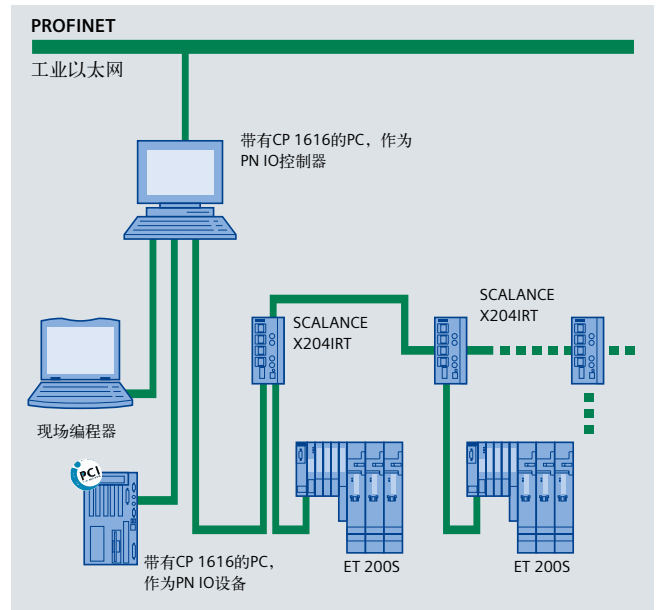 PROFINET
工业以太网
带有CP 1616的PC，作为
PN IO控制器
SCALANCE
X204IRT
SCALANCE
X204IRT
现场编程器
PCI
带有CP 1616的PC，
作为PN IO设备
ET 200S
ET 200S